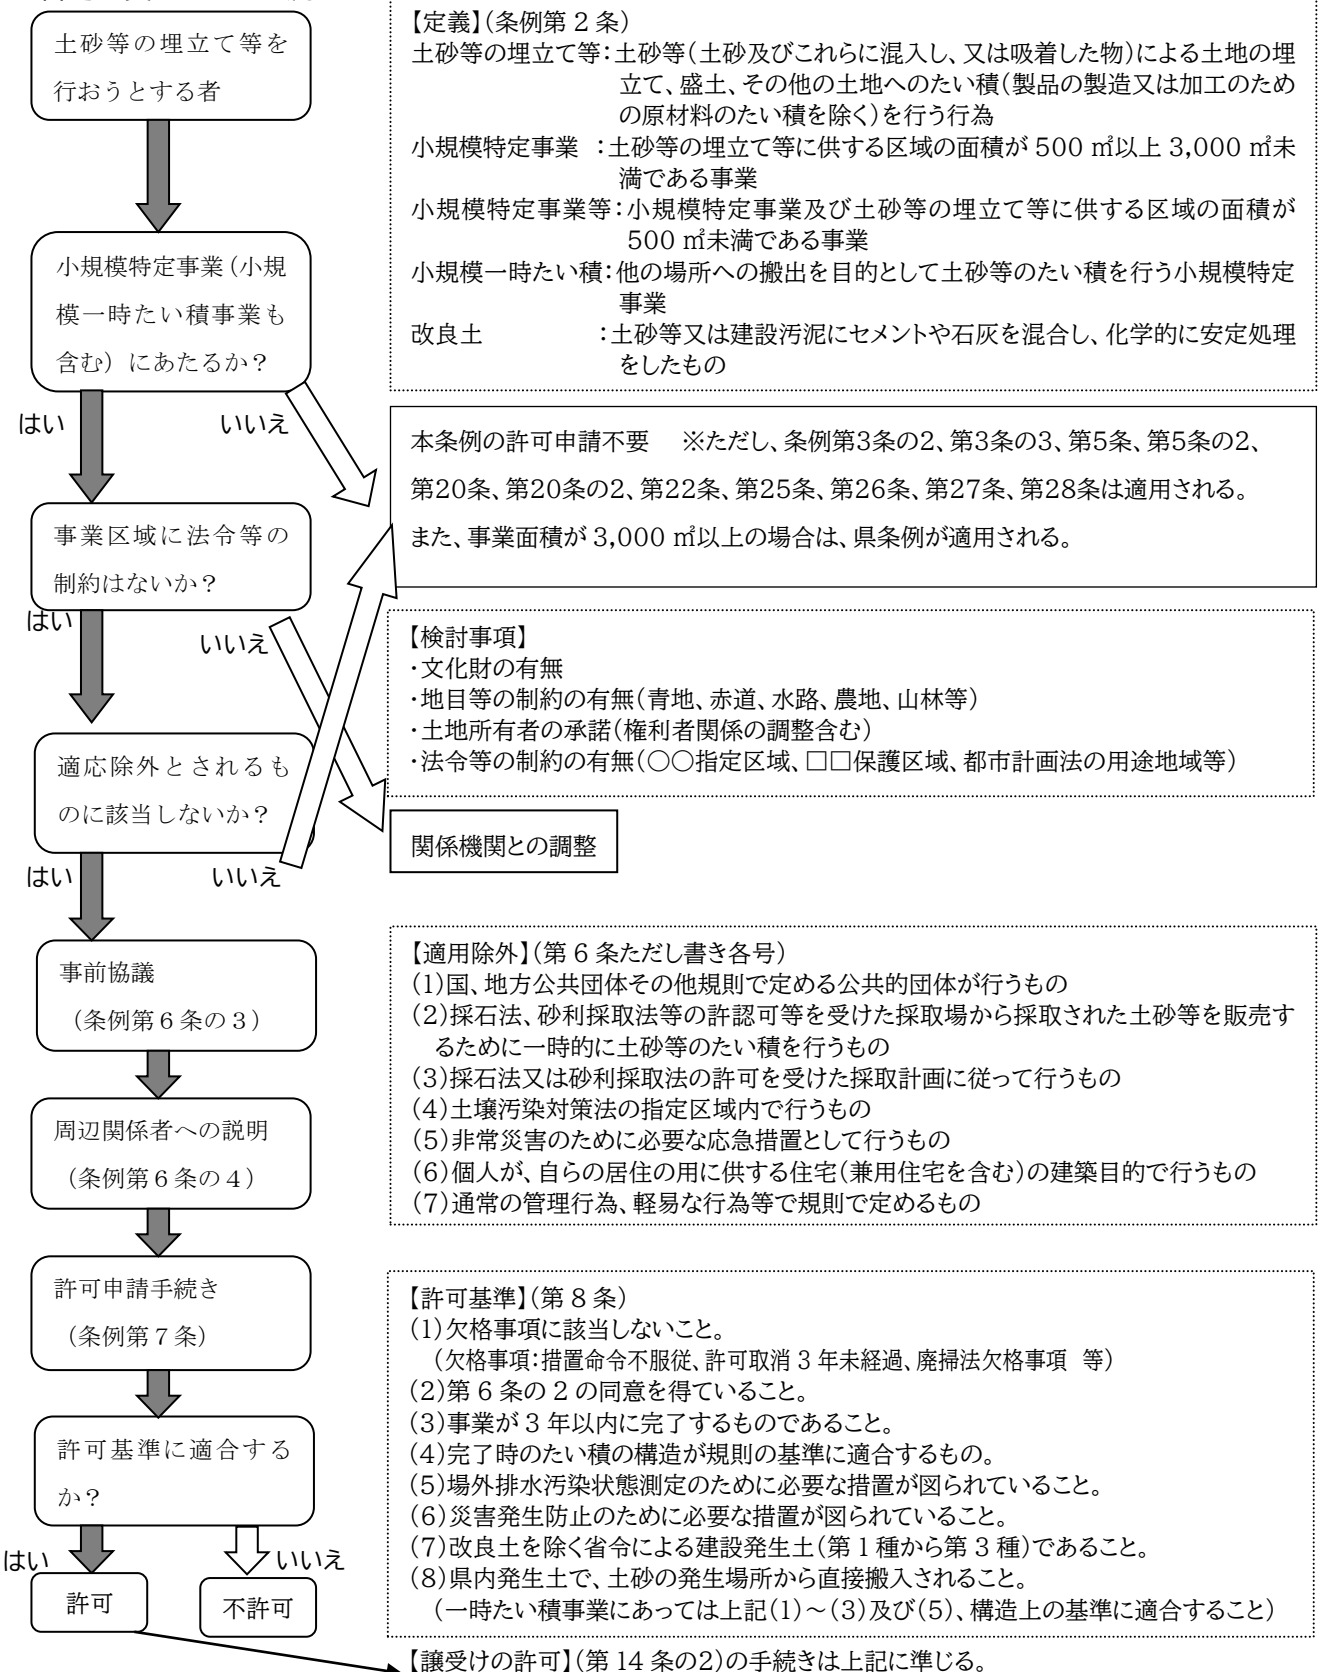 土砂等の埋立て等を
行おうとする者
【定義】(条例第2条)
土砂等の埋立て等:土砂等(土砂及びこれらに混入し、又は吸着した物)による土地の埋
立て、盛土、その他の土地へのたい積(製品の製造又は加工のため
の原材料のたい積を除く)を行う行為
小規模特定事業 :土砂等の埋立て等に供する区域の面積が500㎡以上3,000㎡未
満である事業
小規模特定事業等:小規模特定事業及び土砂等の埋立て等に供する区域の面積が
500㎡未満である事業
小規模一時たい積:他の場所への搬出を目的として土砂等のたい積を行う小規模特定
事業
改良土 :土砂等又は建設汚泥にセメントや石灰を混合し、化学的に安定処理
をしたもの
小規模特定事業(小規
模一時たい積事業も
含む)にあたるか?
はい
いいえ
本条例の許可申請不要 ※ただし、条例第3条の2、第3条の3、第5条、第5条の2、
第20条、第20条の2、第22条、第25条、第26条、第27条、第28条は適用される。
また、事業面積が3,000㎡以上の場合は、県条例が適用される。
事業区域に法令等の
制約はないか?
はい
いいえ
【検討事項】
・文化財の有無
・地目等の制約の有無(青地、赤道、水路、農地、山林等)
・土地所有者の承諾(権利者関係の調整含む)
・法令等の制約の有無(○○指定区域、□□保護区域、都市計画法の用途地域等)
関係機関との調整
適応除外とされるも
のに該当しないか?
はい
いいえ
事前協議
(条例第6条の3)
【適用除外】(第6条ただし書き各号)
(1)国、地方公共団体その他規則で定める公共的団体が行うもの
(2)採石法、砂利採取法等の許認可等を受けた採取場から採取された土砂等を販売す
るために一時的に土砂等のたい積を行うもの
(3)採石法又は砂利採取法の許可を受けた採取計画に従って行うもの
(4)土壌汚染対策法の指定区域内で行うもの
(5)非常災害のために必要な応急措置として行うもの
(6)個人が、自らの居住の用に供する住宅(兼用住宅を含む)の建築目的で行うもの
(7)通常の管理行為、軽易な行為等で規則で定めるもの
周辺関係者への説明
(条例第6条の4)
許可申請手続き
(条例第7条)
【許可基準】(第8条)
(1)欠格事項に該当しないこと。
(欠格事項:措置命令不服従、許可取消3年未経過、廃掃法欠格事項 等)
(2)第6条の2の同意を得ていること。
(3)事業が3年以内に完了するものであること。
(4)完了時のたい積の構造が規則の基準に適合するもの。
(5)場外排水汚染状態測定のために必要な措置が図られていること。
(6)災害発生防止のために必要な措置が図られていること。
(7)改良土を除く省令による建設発生土(第1種から第3種)であること。
(8)県内発生土で、土砂の発生場所から直接搬入されること。
(一時たい積事業にあっては上記(1)~(3)及び(5)、構造上の基準に適合すること)
許可基準に適合する
か?
はい
いいえ
許可
不許可
【譲受けの許可】(第14条の2)の手続きは上記に準じる。